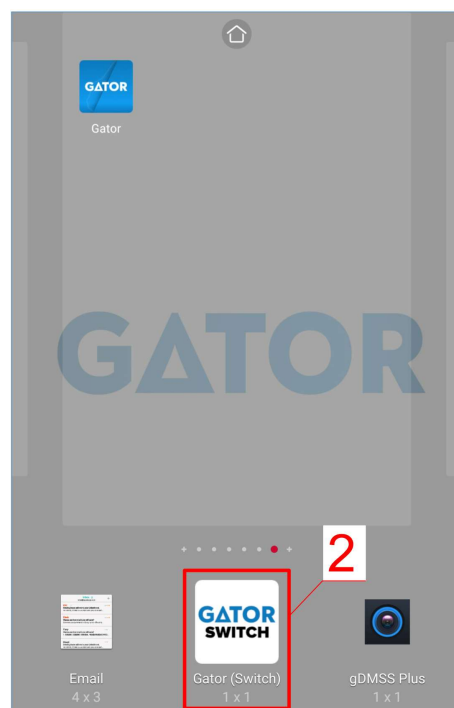 GATOR
Gator
GATOR
2
GATOR
SWITCH
Email
Gator (Switch)
gDMSS Plus
4 x 3
1 x 1
1 x 1